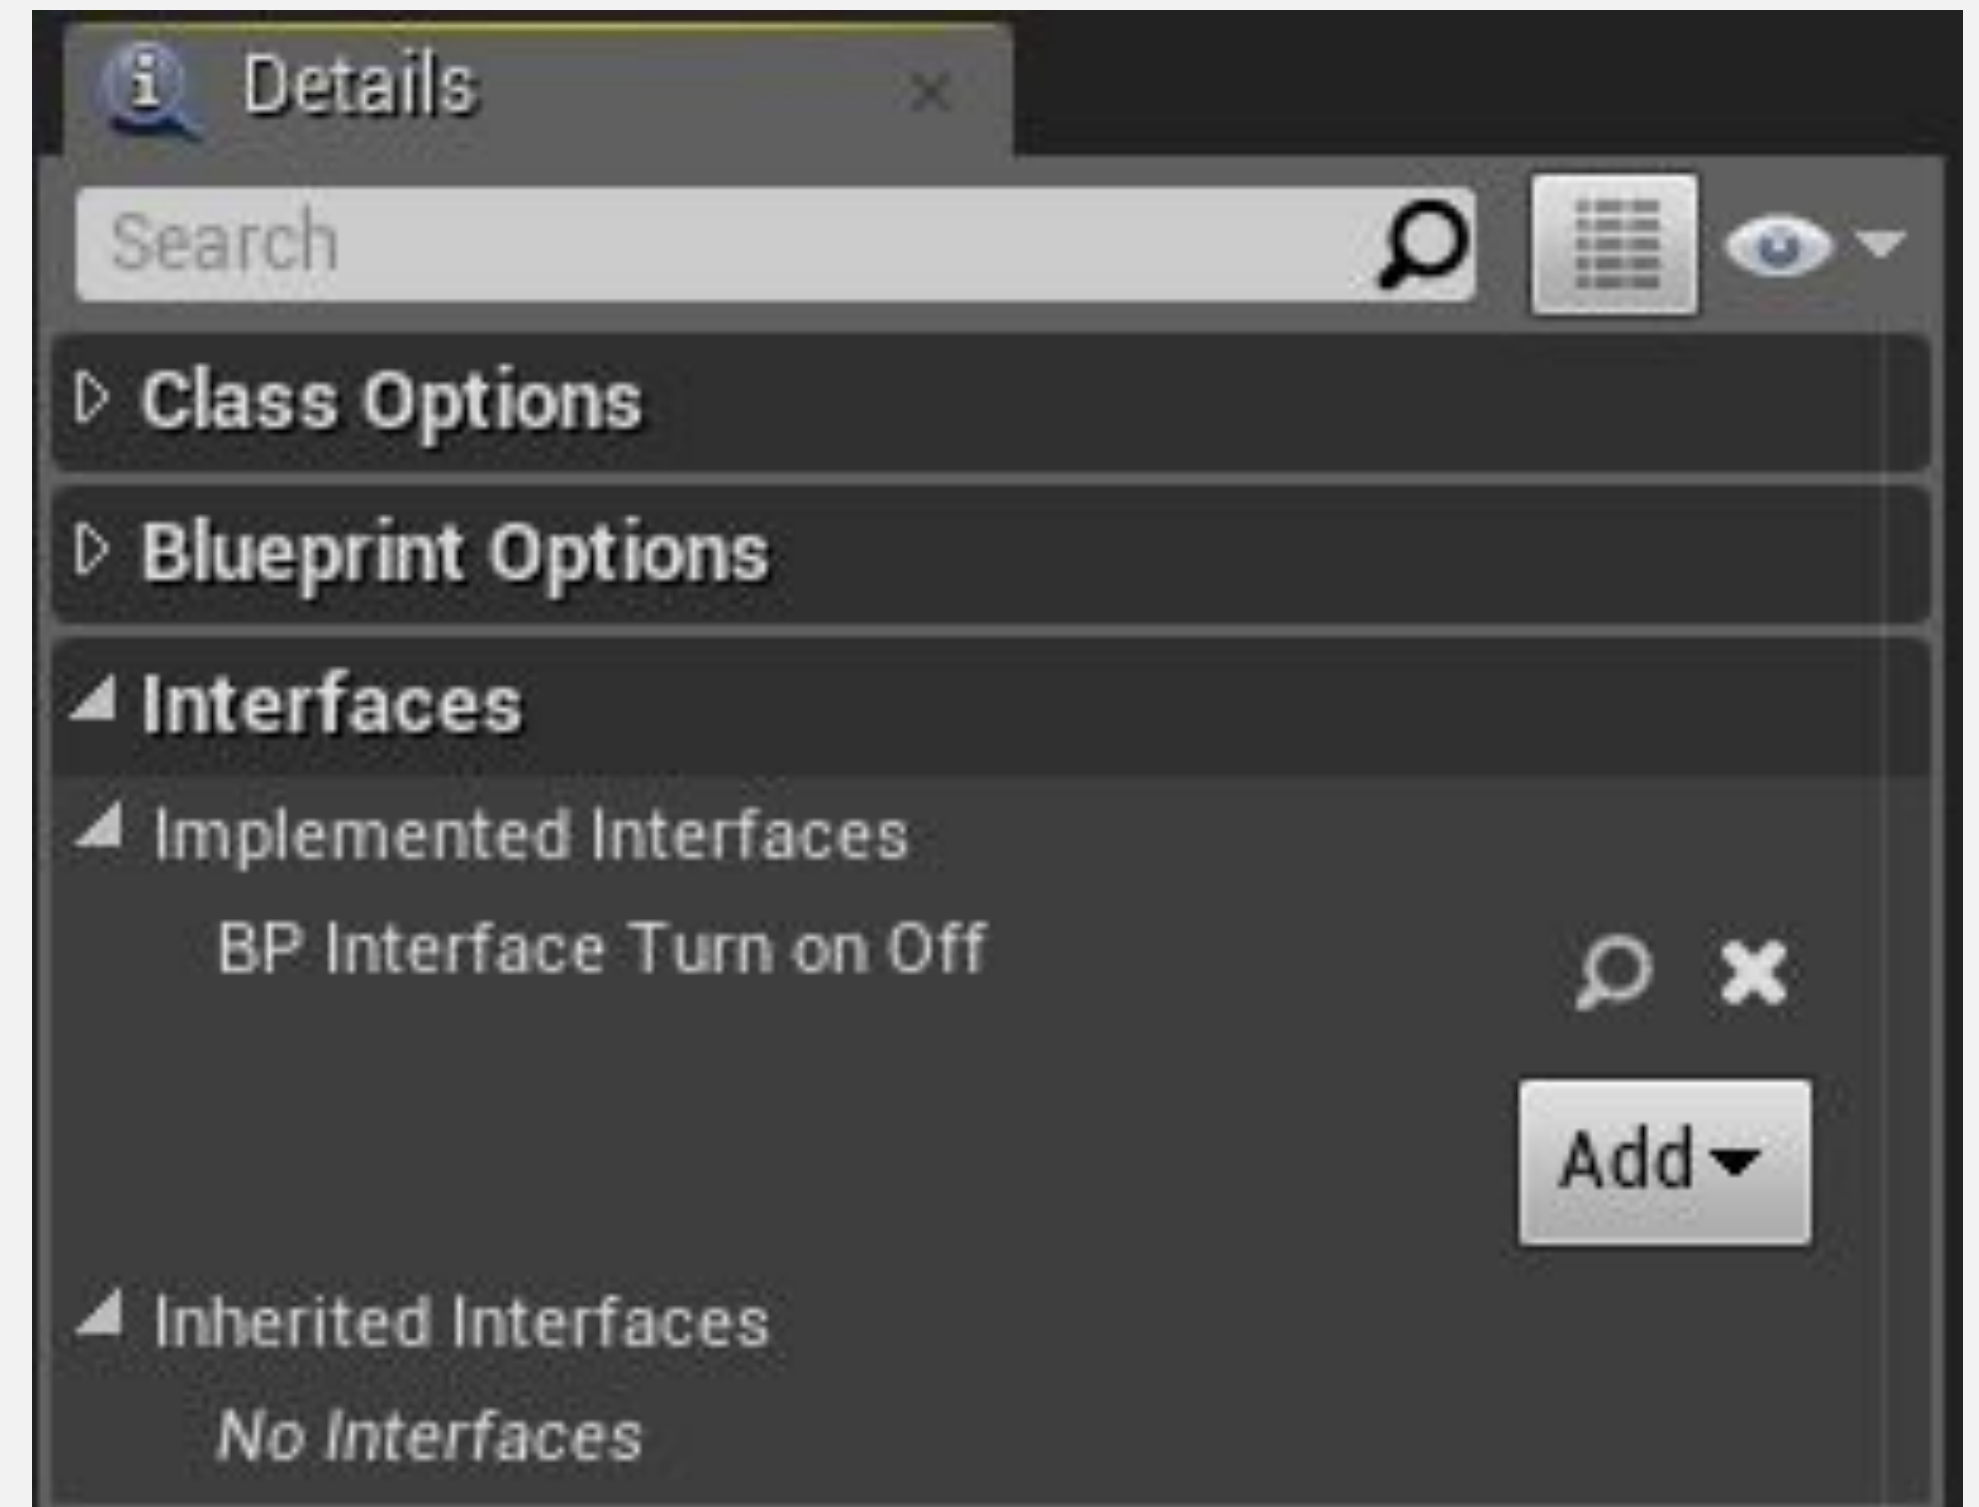 Details
Search
Class Options
Blueprint Options
Interfaces
Implemented Interfaces
BP Interface Turn on Off
Add
Inherited Interfaces
No Interfaces